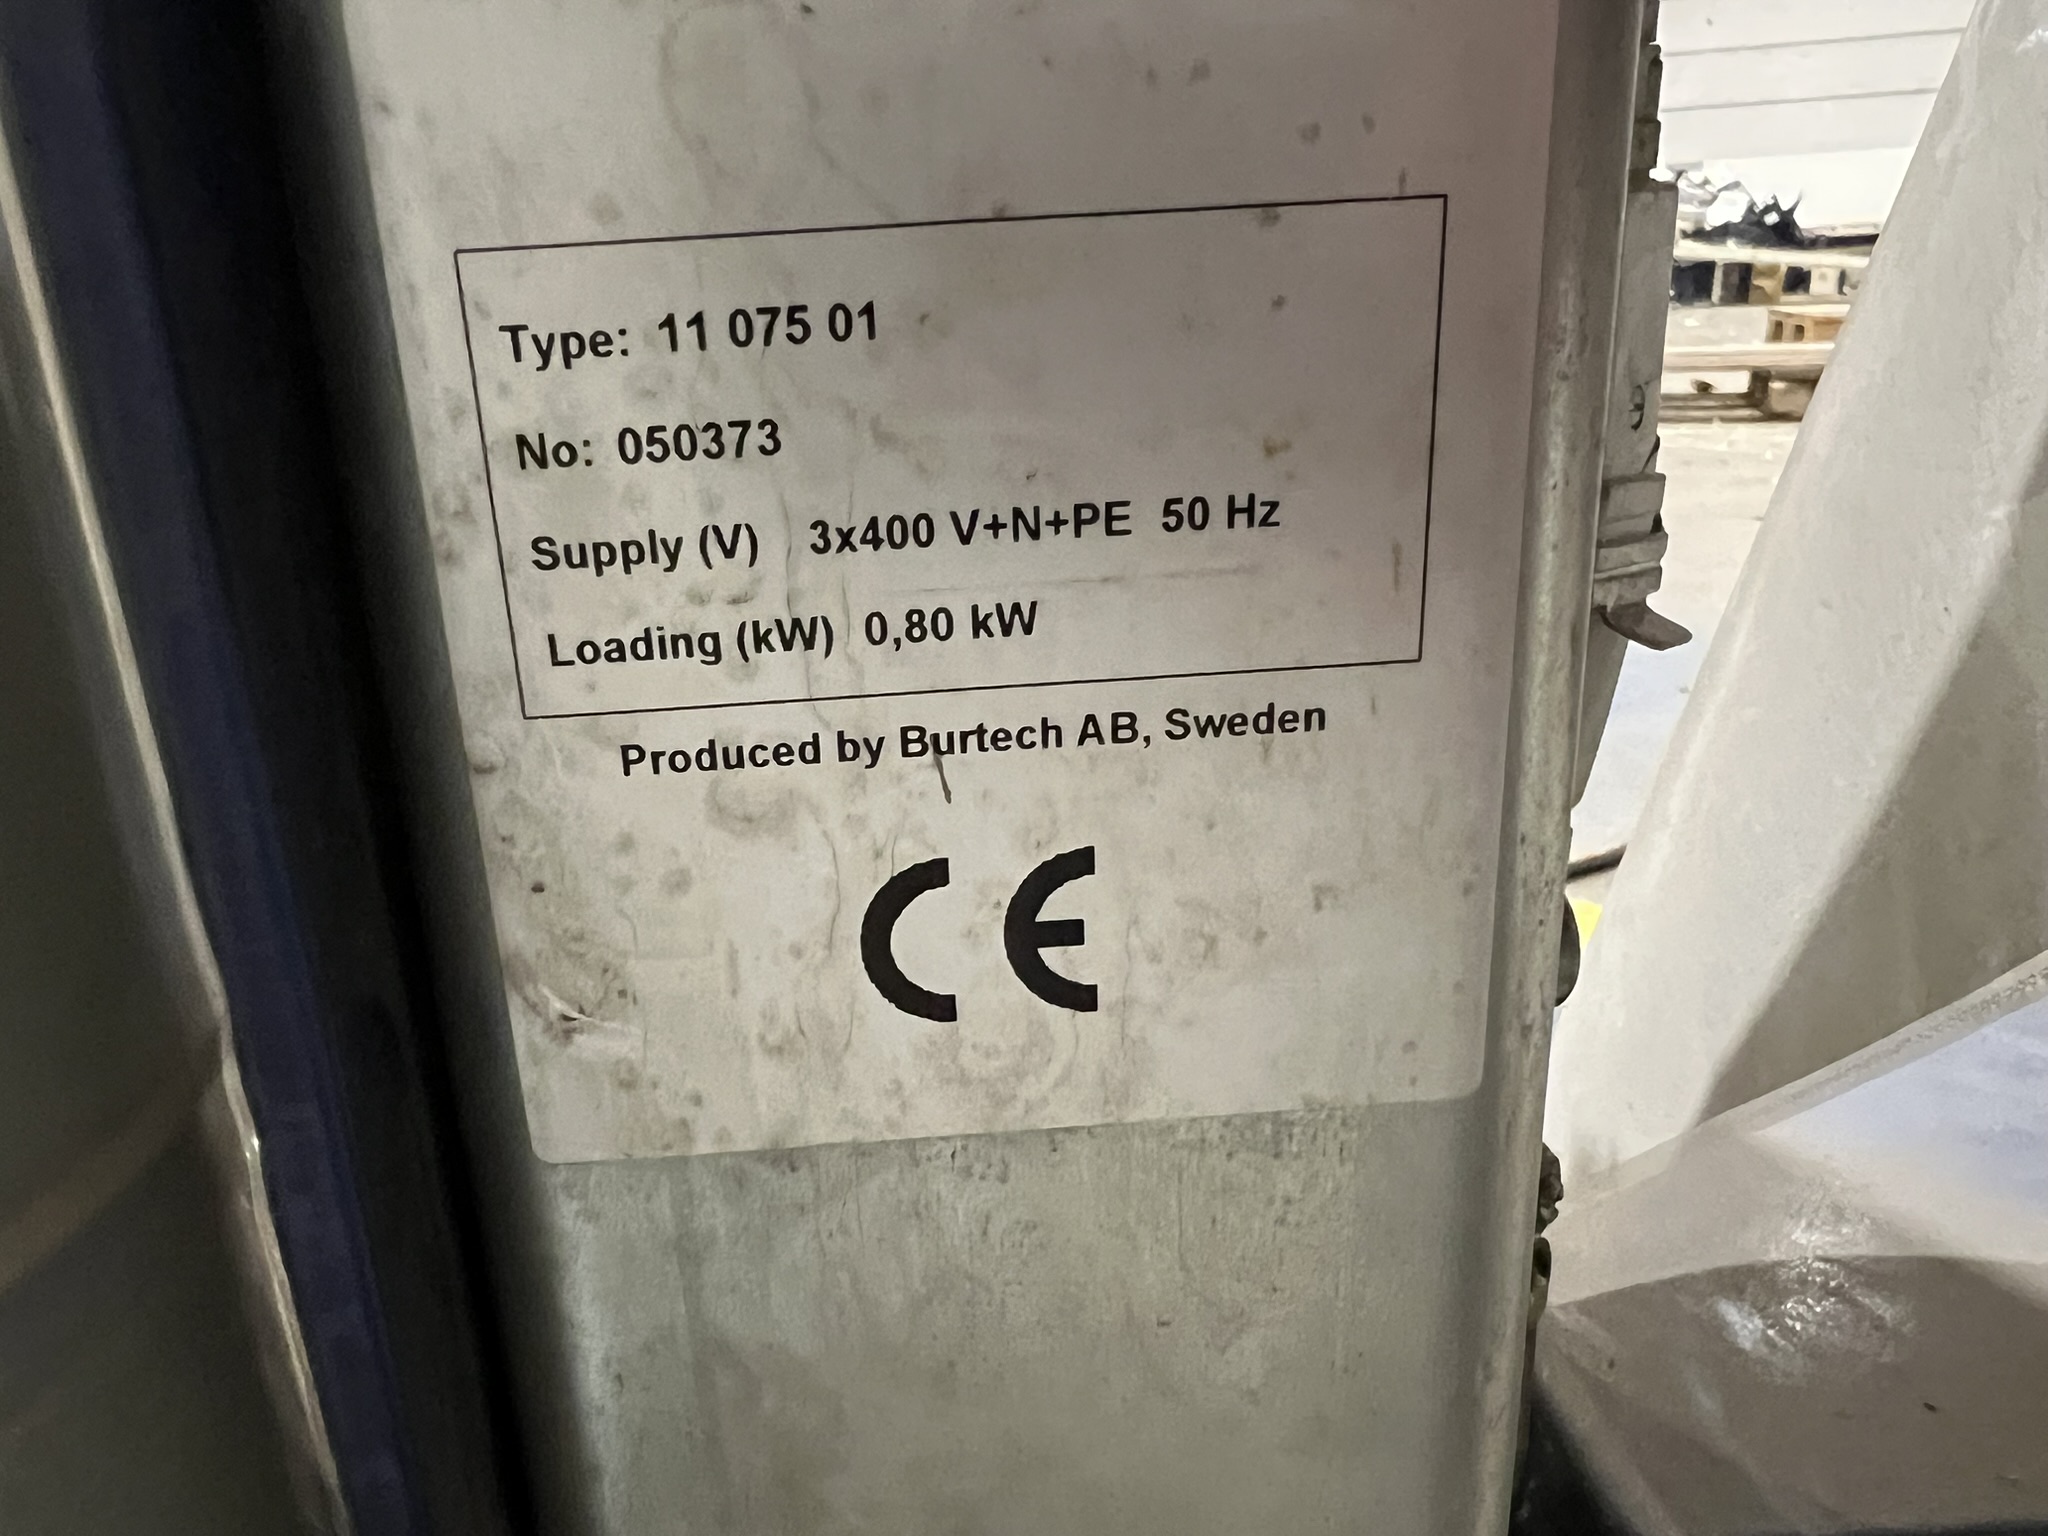 Type: 11 075 01
No: 050373
Supply (V) 3x400 V+N+PE 50 Hz
Loading (kW) 0,80 kW
Produced by Burtech AB, Sweden
CE